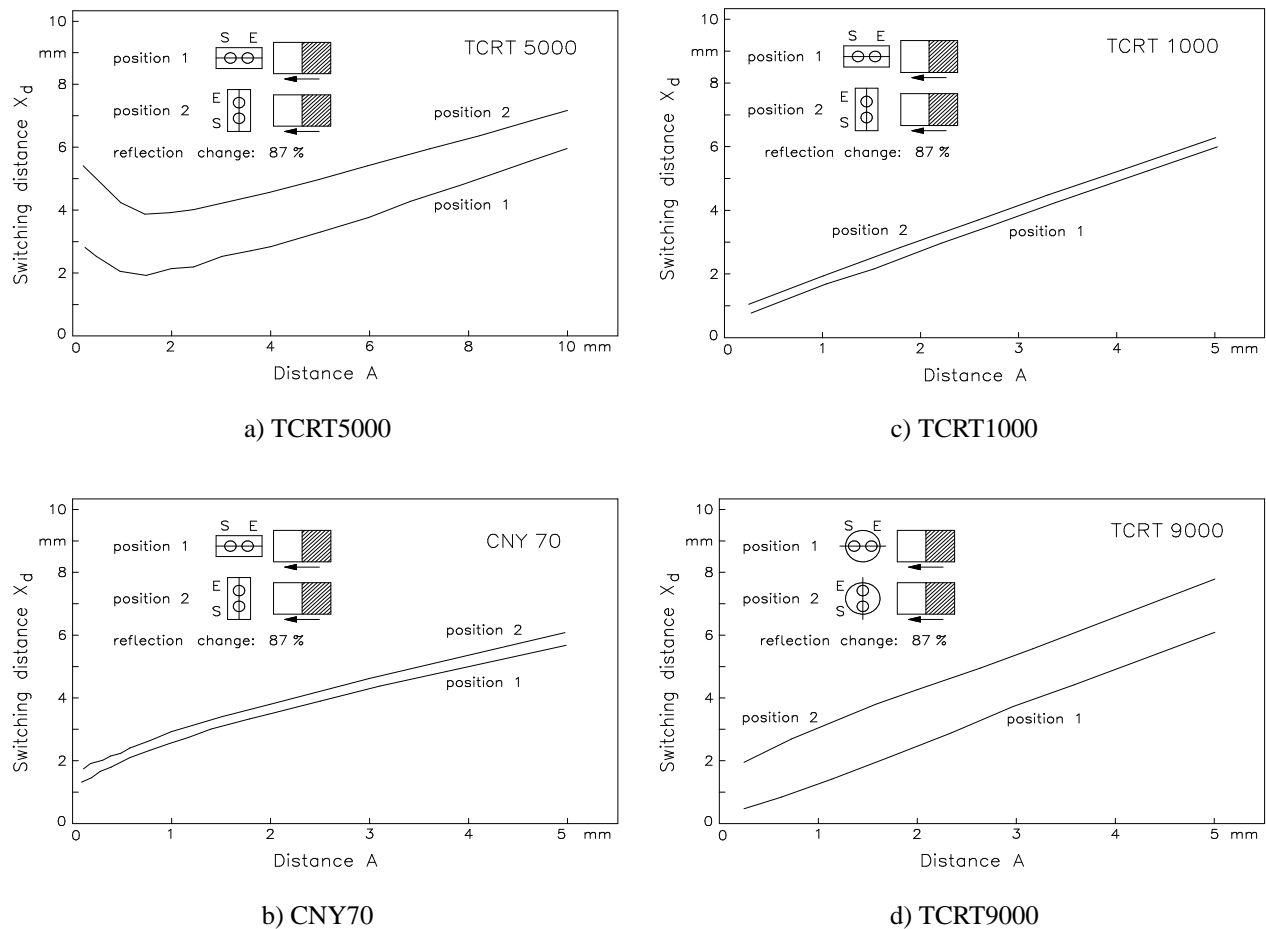 10
mm
8
6
4
2
0
Switching distance Xd
S E
position 1
TCRT 5000
E
position 2
S
reflection change: 87 %
position 2
position 1
0 2 4 6 8 10 mm
Distance A
a) TCRT5000
10
mm
8
6
4
2
0
Switching distance Xd
S E
position 1
TCRT 1000
E
position 2
S
reflection change: 87 %
position 2
position 1
0 1 2 3 4 5 mm
Distance A
c) TCRT1000
10
mm
8
6
4
2
0
Switching distance Xd
S E
position 1
CNY 70
E
position 2
S
reflection change: 87 %
position 2
position 1
0 1 2 3 4 5 mm
Distance A
b) CNY70
10
mm
8
6
4
2
0
Switching distance Xd
S E
position 1
TCRT 9000
E
position 2
S
reflection change: 87 %
position 2
position 1
0 1 2 3 4 5 mm
Distance A
d) TCRT9000